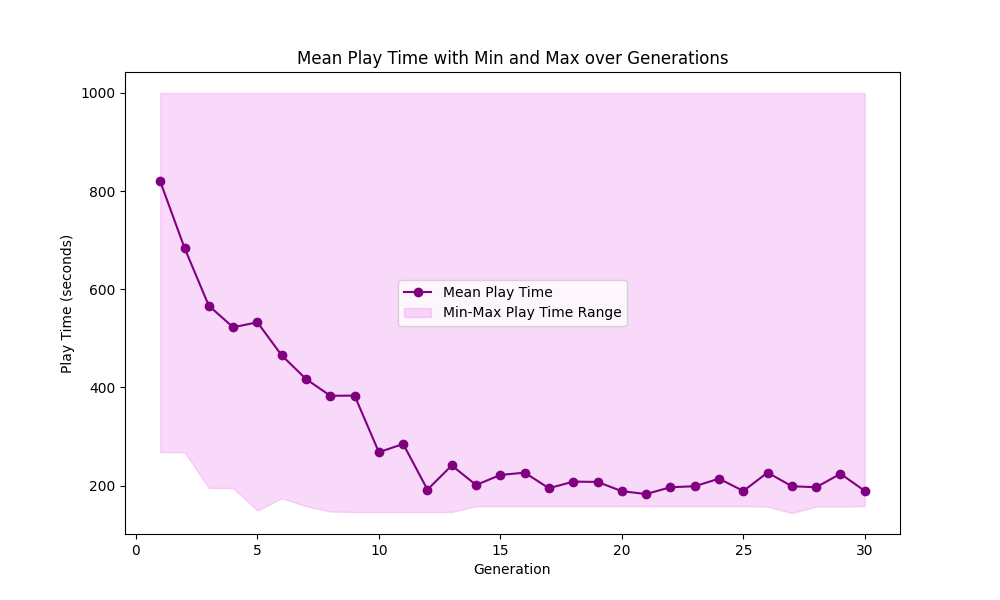 Mean Play Time with Min and Max over Generations
1000
800
600
400
200
Play Time (seconds)
Mean Play Time
Min-Max Play Time Range
0 5 10 15 20 25 30
Generation